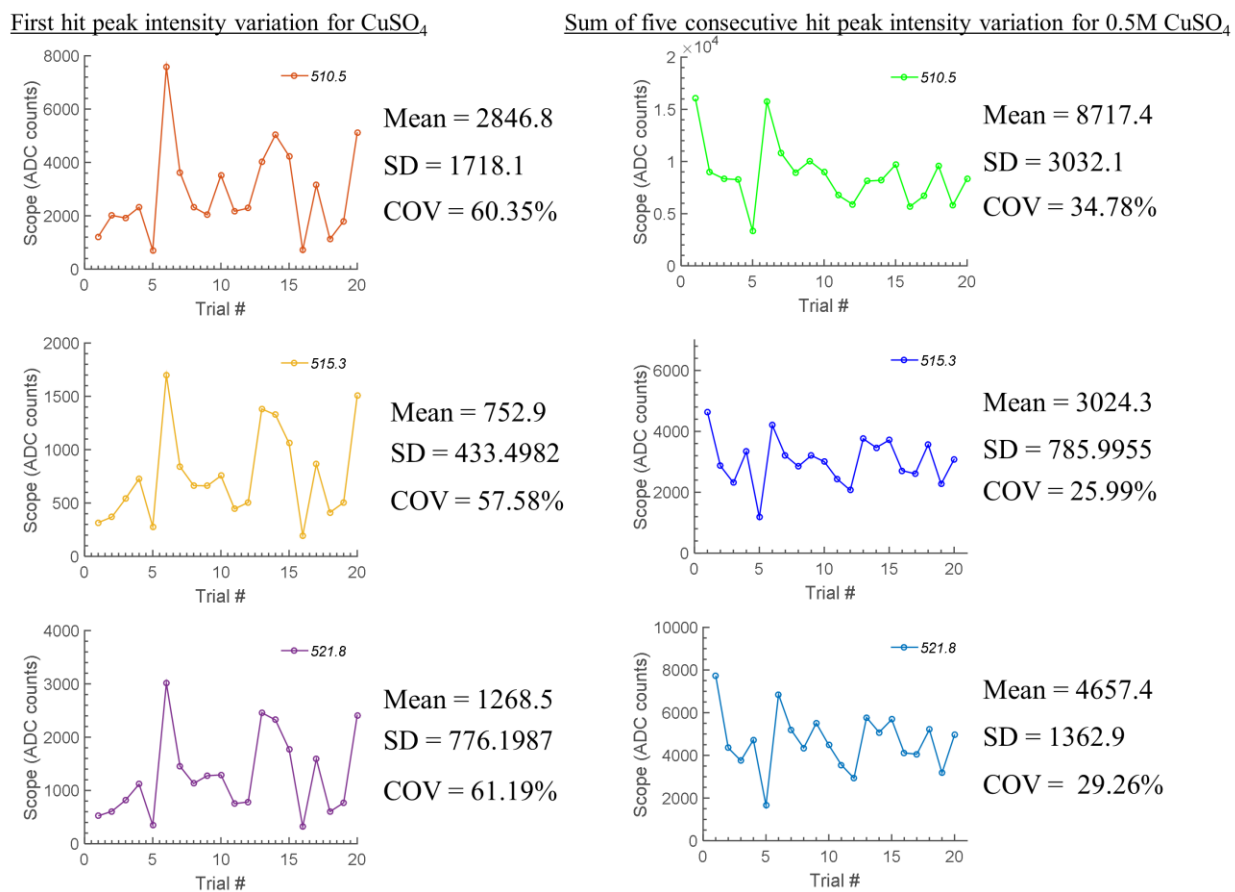 First hit peak intensity variation for CuSO₄
8000
6000
4000
2000
0
Scope (ADC counts)
510.5
0 5 10 15 20
Trial #
Mean = 2846.8
SD = 1718.1
COV = 60.35%
2000
1500
1000
500
0
Scope (ADC counts)
515.3
0 5 10 15 20
Trial #
Mean = 752.9
SD = 433.4982
COV = 57.58%
4000
3000
2000
1000
0
Scope (ADC counts)
521.8
0 5 10 15 20
Trial #
Mean = 1268.5
SD = 776.1987
COV = 61.19%
Sum of five consecutive hit peak intensity variation for 0.5M CuSO₄
×10⁴
2
1.5
1
0.5
0
Scope (ADC counts)
510.5
0 5 10 15 20
Trial #
Mean = 8717.4
SD = 3032.1
COV = 34.78%
6000
4000
2000
0
Scope (ADC counts)
515.3
0 5 10 15 20
Trial #
Mean = 3024.3
SD = 785.9955
COV = 25.99%
10000
8000
6000
4000
2000
0
Scope (ADC counts)
521.8
0 5 10 15 20
Trial #
Mean = 4657.4
SD = 1362.9
COV = 29.26%